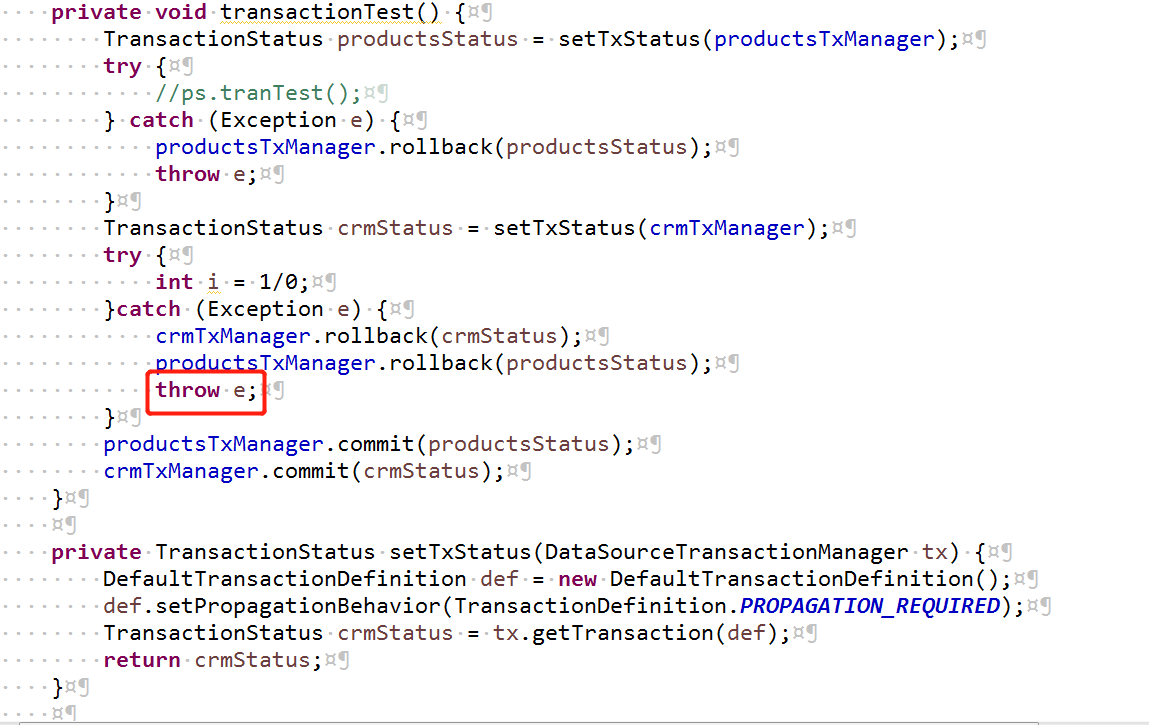 private void transactionTest() {
TransactionStatus productsStatus = setTxStatus(productsTxManager);
try {
//ps.tranTest();
} catch (Exception e) {
productsTxManager.rollback(productsStatus);
throw e;
}
TransactionStatus crmStatus = setTxStatus(crmTxManager);
try {
int i = 1/0;
}catch (Exception e) {
crmTxManager.rollback(crmStatus);
productsTxManager.rollback(productsStatus);
throw e;
}
productsTxManager.commit(productsStatus);
crmTxManager.commit(crmStatus);
}
private TransactionStatus setTxStatus(DataSourceTransactionManager tx) {
DefaultTransactionDefinition def = new DefaultTransactionDefinition();
def.setPropagationBehavior(TransactionDefinition.PROPAGATION_REQUIRED);
TransactionStatus crmStatus = tx.getTransaction(def);
return crmStatus;
}